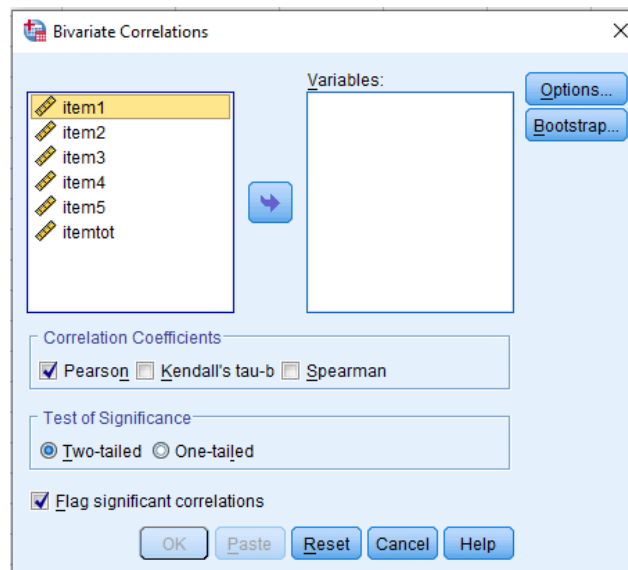 Bivariate Correlations
Variables:
item1
item2
item3
item4
item5
itemtot
Options...
Bootstrap...
Correlation Coefficients
Pearson Kendall's tau-b Spearman
Test of Significance
Two-tailed One-tailed
Flag significant correlations
OK Paste Reset Cancel Help